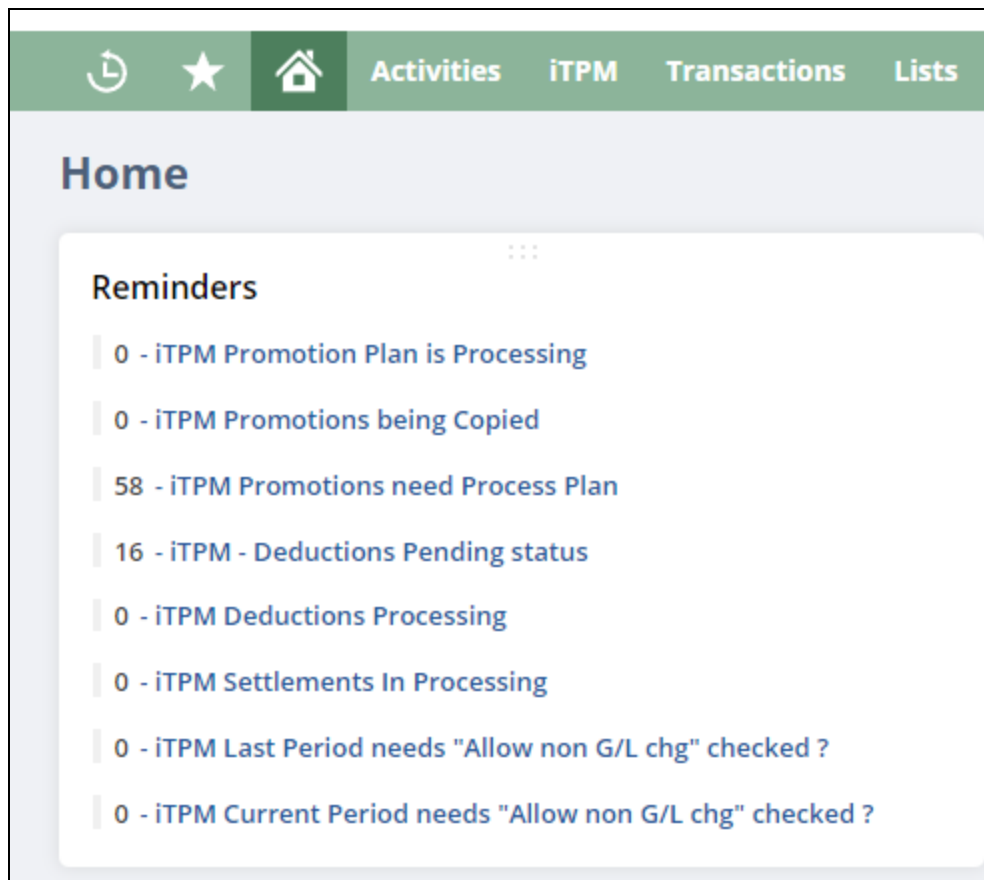 Activities iTPM Transactions Lists
Home
Reminders
0 - iTPM Promotion Plan is Processing
0 - iTPM Promotions being Copied
58 - iTPM Promotions need Process Plan
16 - iTPM - Deductions Pending status
0 - iTPM Deductions Processing
0 - iTPM Settlements In Processing
0 - iTPM Last Period needs "Allow non G/L chg" checked ?
0 - iTPM Current Period needs "Allow non G/L chg" checked ?